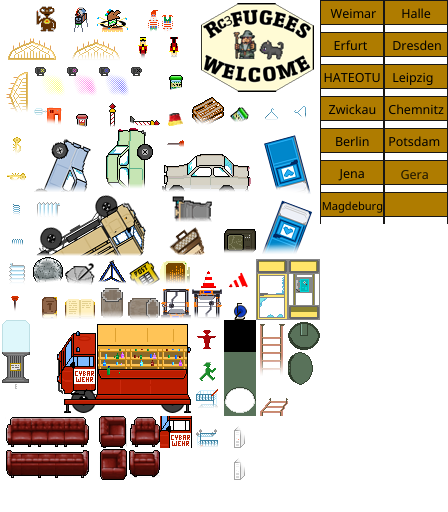 Rc3FUGEES
WELCOME
Weimar
Halle
Erfurt
Dresden
HATEOTU
Leipzig
Zwickau
Chemnitz
Berlin
Potsdam
Jena
Gera
Magdeburg
CYBAR
WEHR
CYBAR
WEHR